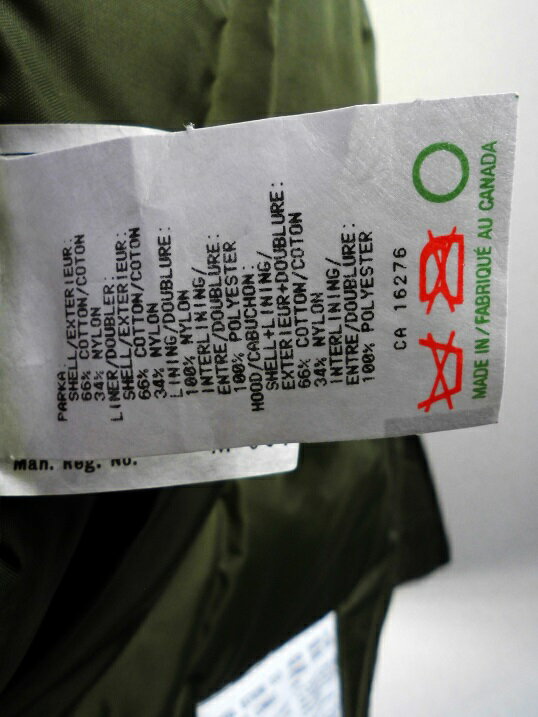 PARKA:
SHELL/EXTERIEUR:
66% COTTON/COTON
34% NYLON
LINER/DOUBLER:
SHELL/EXTERIEUR:
66% COTTON/COTON
34% NYLON
LINING/DOUBLURE:
100% NYLON
INTERLINING/
ENTRE/DOUBLURE:
100% POLYESTER
HOOD/CABUCHON:
SHELL+LINING/
EXTERIEUR+DOUBLURE:
66% COTTON/COTON
34% NYLON
INTERLINING/
ENTRE/DOUBLURE:
100% POLYESTER
CA 16276
MADE IN/FABRIQUÉ AU CANADA
Man. Reg. No.